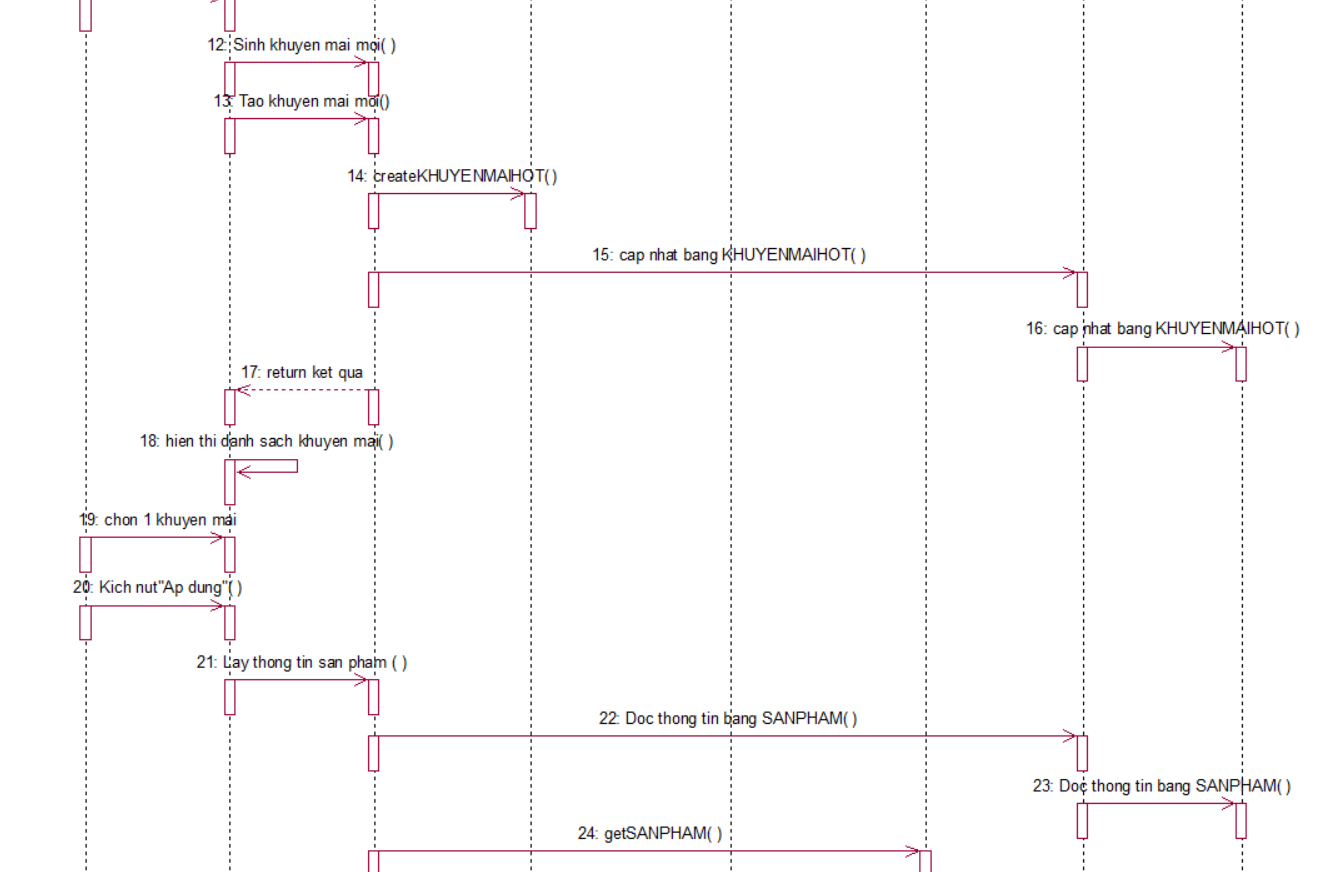 12: Sinh khuyen mai moi( )
13: Tao khuyen mai moi()
14: createKHUYENMAIHOT( )
15: cap nhat bang KHUYENMAIHOT( )
16: cap nhat bang KHUYENMAIHOT( )
17: return ket qua
18: hien thi danh sach khuyen mai( )
19: chon 1 khuyen mai
20: Kich nut"Ap dung"( )
21: Lay thong tin san pham ( )
22: Doc thong tin bang SANPHAM( )
23: Doc thong tin bang SANPHAM( )
24: getSANPHAM( )